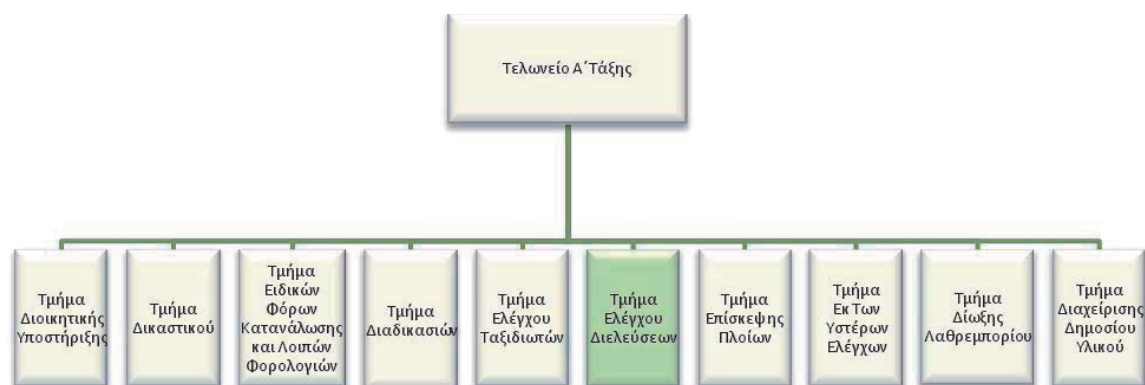 Τελωνείο Α΄ Τάξης
Τμήμα
Διοικητικής
Υποστήριξης
Τμήμα
Δικαστικού
Τμήμα
Ειδικών
Φόρων
Κατανάλωσης
και Λοιπών
Φορολογιών
Τμήμα
Διαδικασιών
Τμήμα
Ελέγχου
Ταξιδιωτών
Τμήμα
Ελέγχου
Διελεύσεων
Τμήμα
Επίσκεψης
Πλοίων
Τμήμα
Εκ Των
Υστέρων
Ελέγχων
Τμήμα
Δίωξης
Λαθρεμπορίου
Τμήμα
Διαχείρισης
Δημοσίου
Υλικού